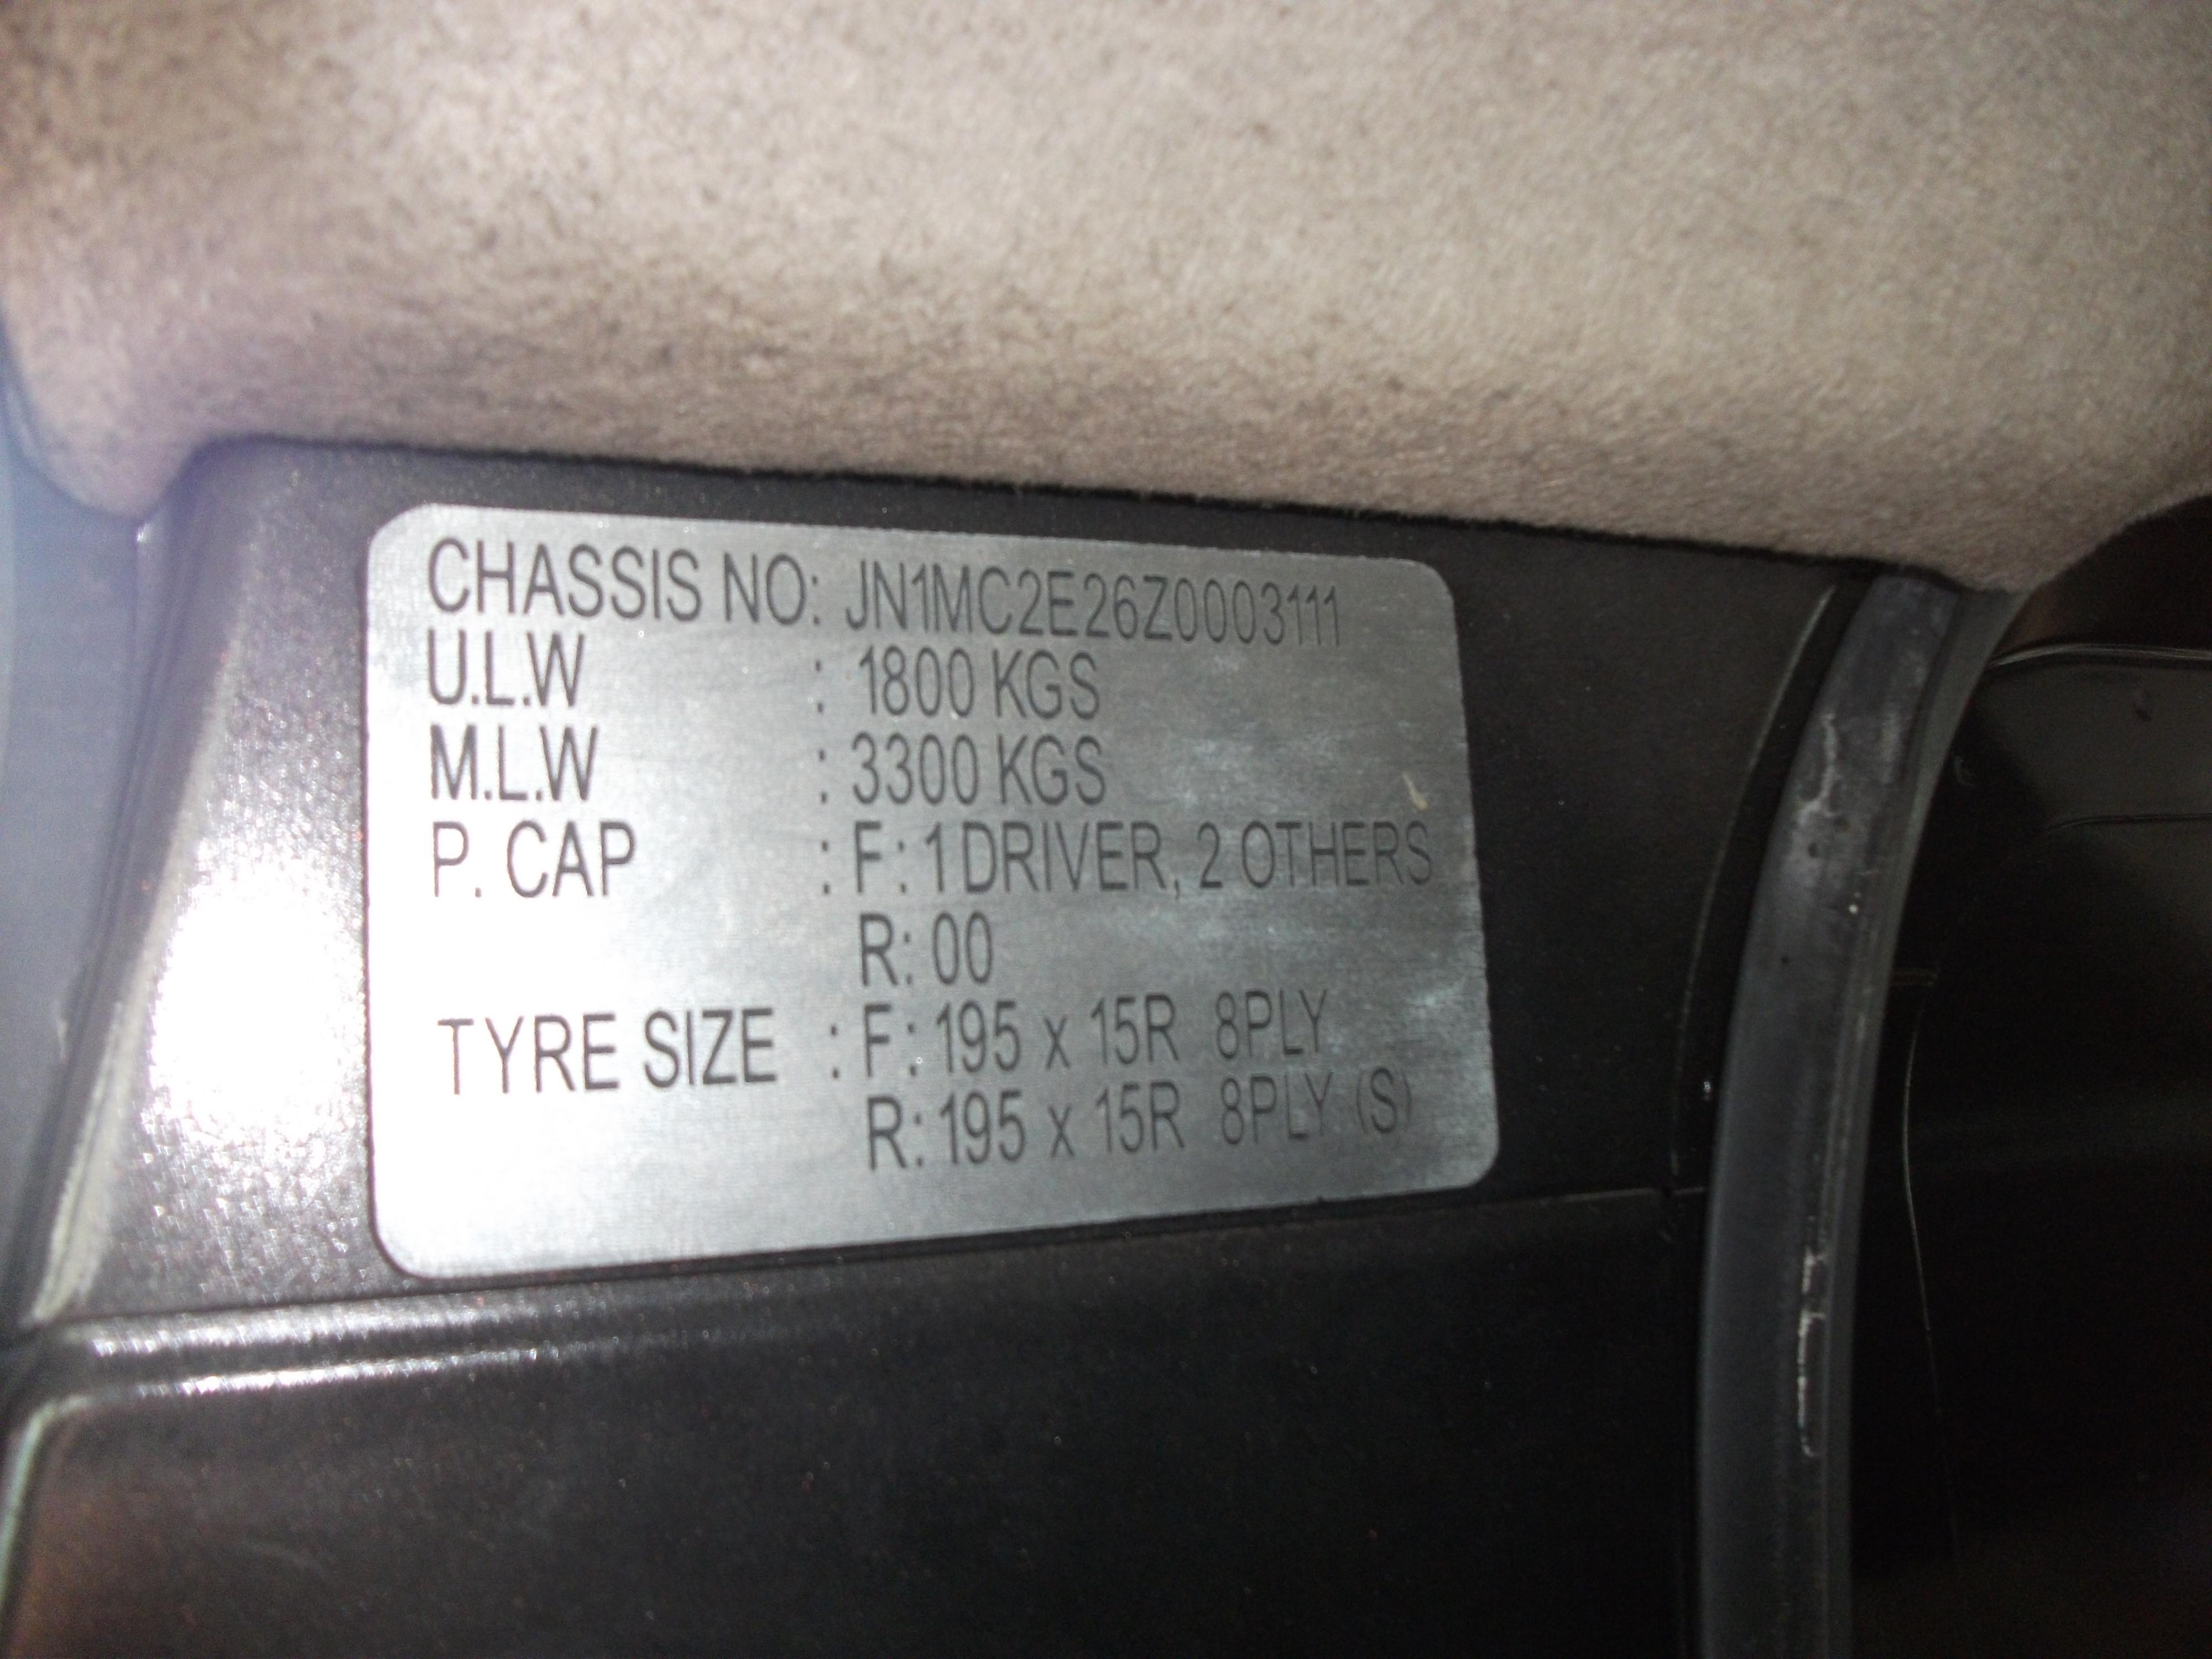 CHASSIS NO: JN1MC2E26Z0003111
U.L.W : 1800 KGS
M.L.W : 3300 KGS
P. CAP : F: 1 DRIVER, 2 OTHERS
R: 00
TYRE SIZE : F: 195 x 15R 8PLY
R: 195 x 15R 8PLY (S)